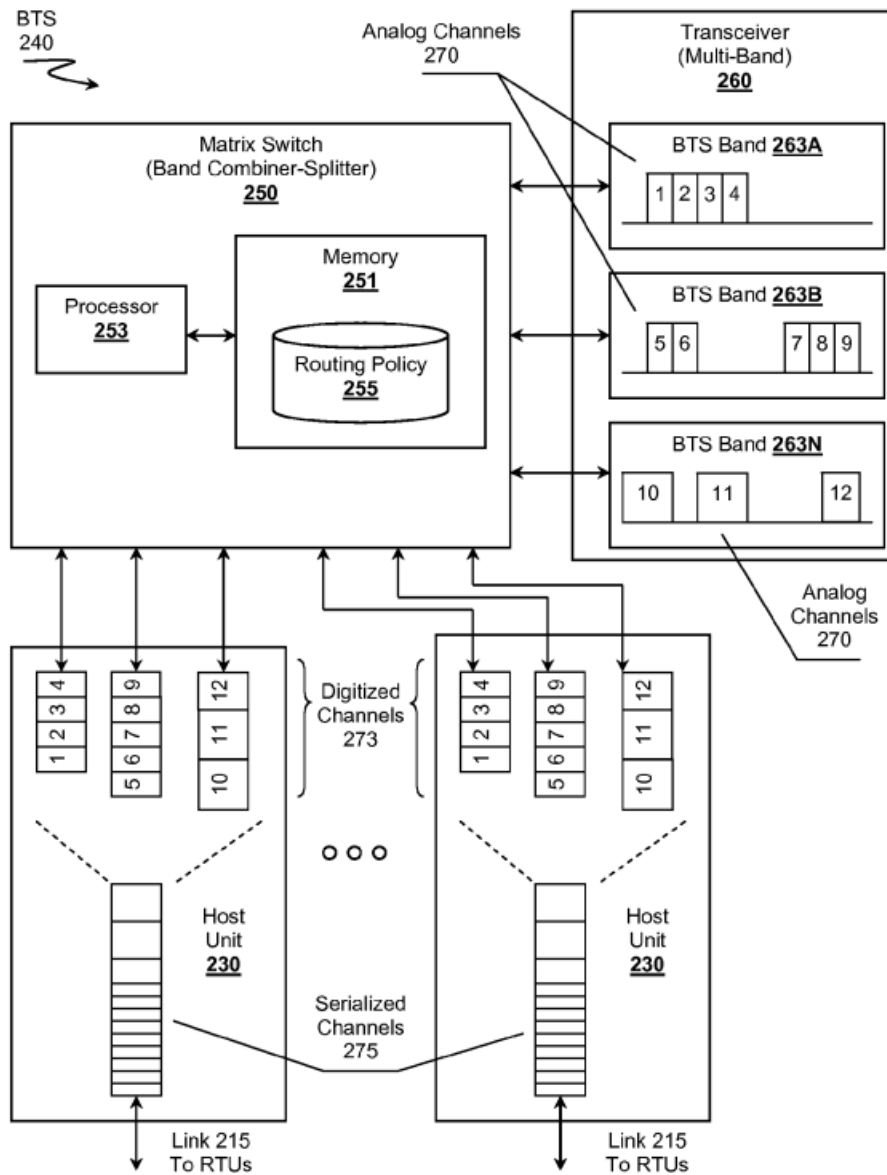 BTS
240
Analog Channels
270
Transceiver
(Multi-Band)
260
Matrix Switch
(Band Combiner-Splitter)
250
Memory
251
Processor
253
Routing Policy
255
BTS Band 263A
1 2 3 4
BTS Band 263B
5 6 7 8 9
BTS Band 263N
10 11 12
Analog
Channels
270
4 3 2 1
9 8 7 6 5
12 11 10
Digitized
Channels
273
4 3 2 1
9 8 7 6 5
12 11 10
Host
Unit
230
Host
Unit
230
Serialized
Channels
275
Link 215
To RTUs
Link 215
To RTUs